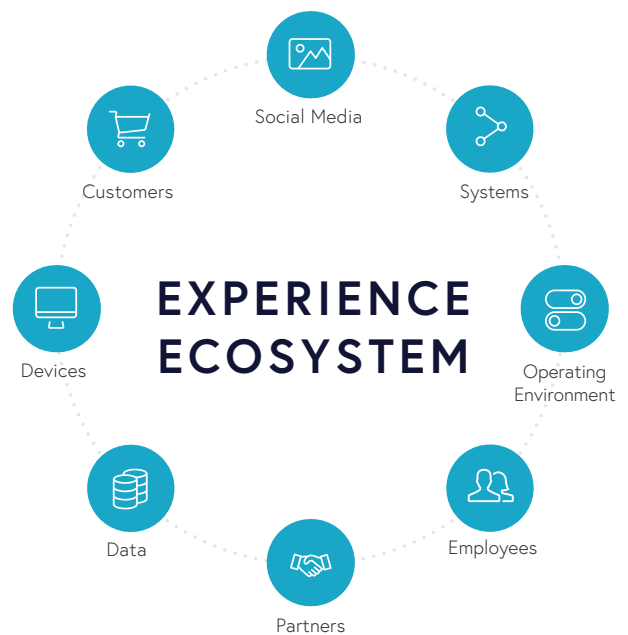 Social Media
Customers
Systems
EXPERIENCE
ECOSYSTEM
Devices
Operating
Environment
Data
Employees
Partners